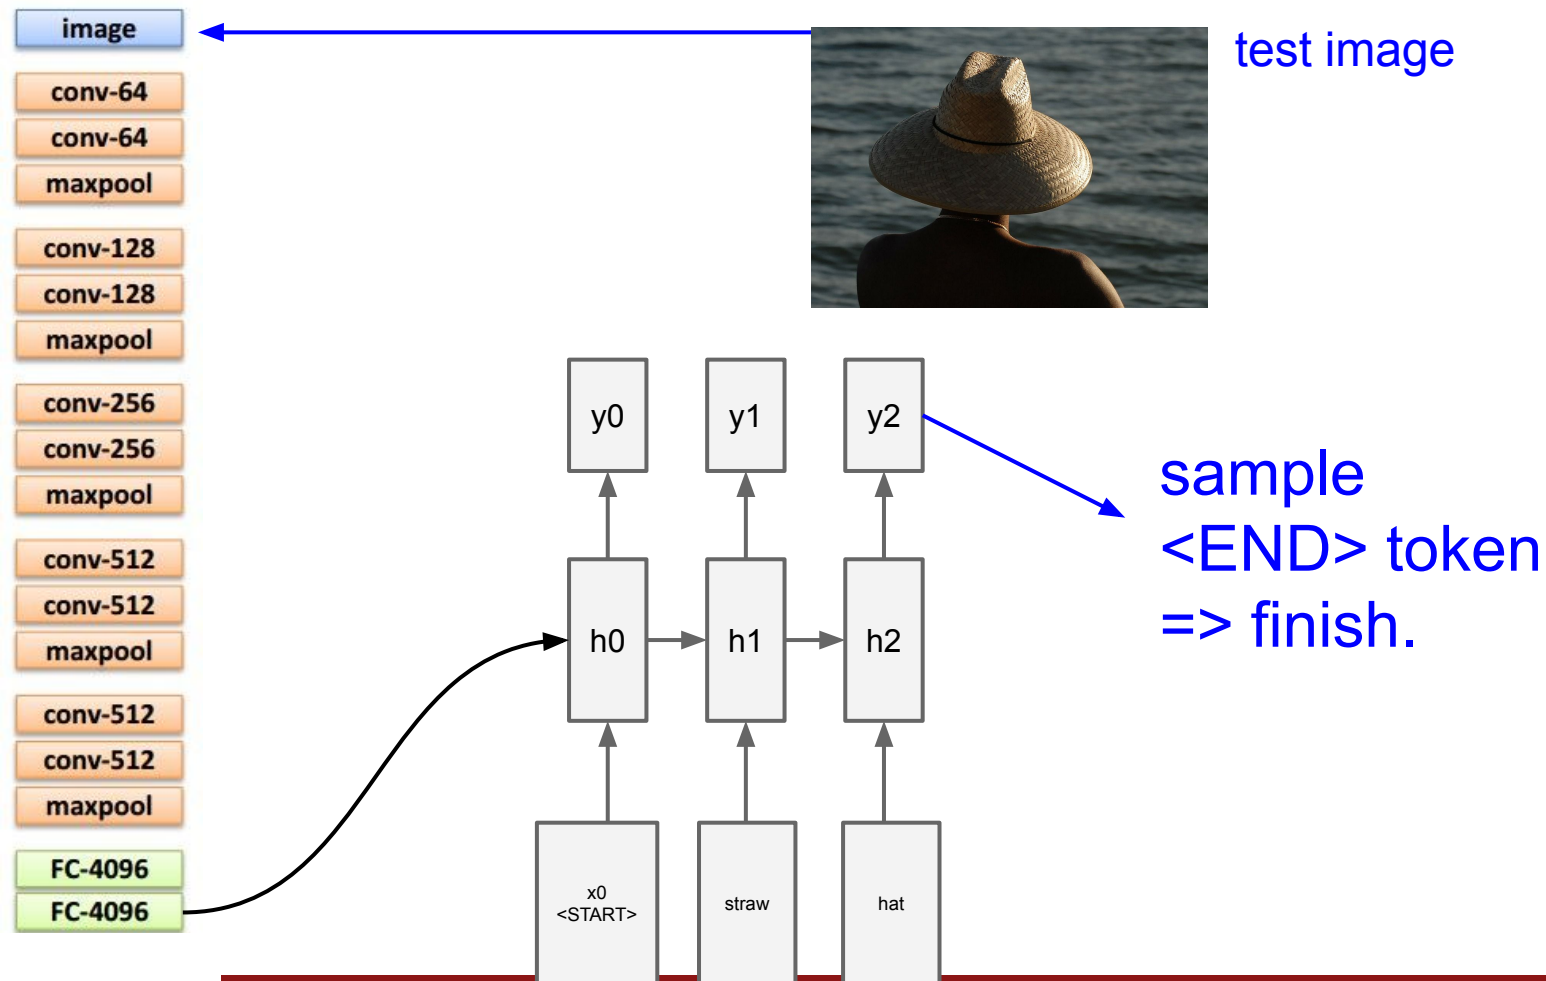 image
conv-64
conv-64
maxpool
conv-128
conv-128
maxpool
conv-256
conv-256
maxpool
conv-512
conv-512
maxpool
conv-512
conv-512
maxpool
FC-4096
FC-4096
test image
y0
y1
y2
sample
<END> token
=> finish.
h0
h1
h2
x0
<START>
straw
hat